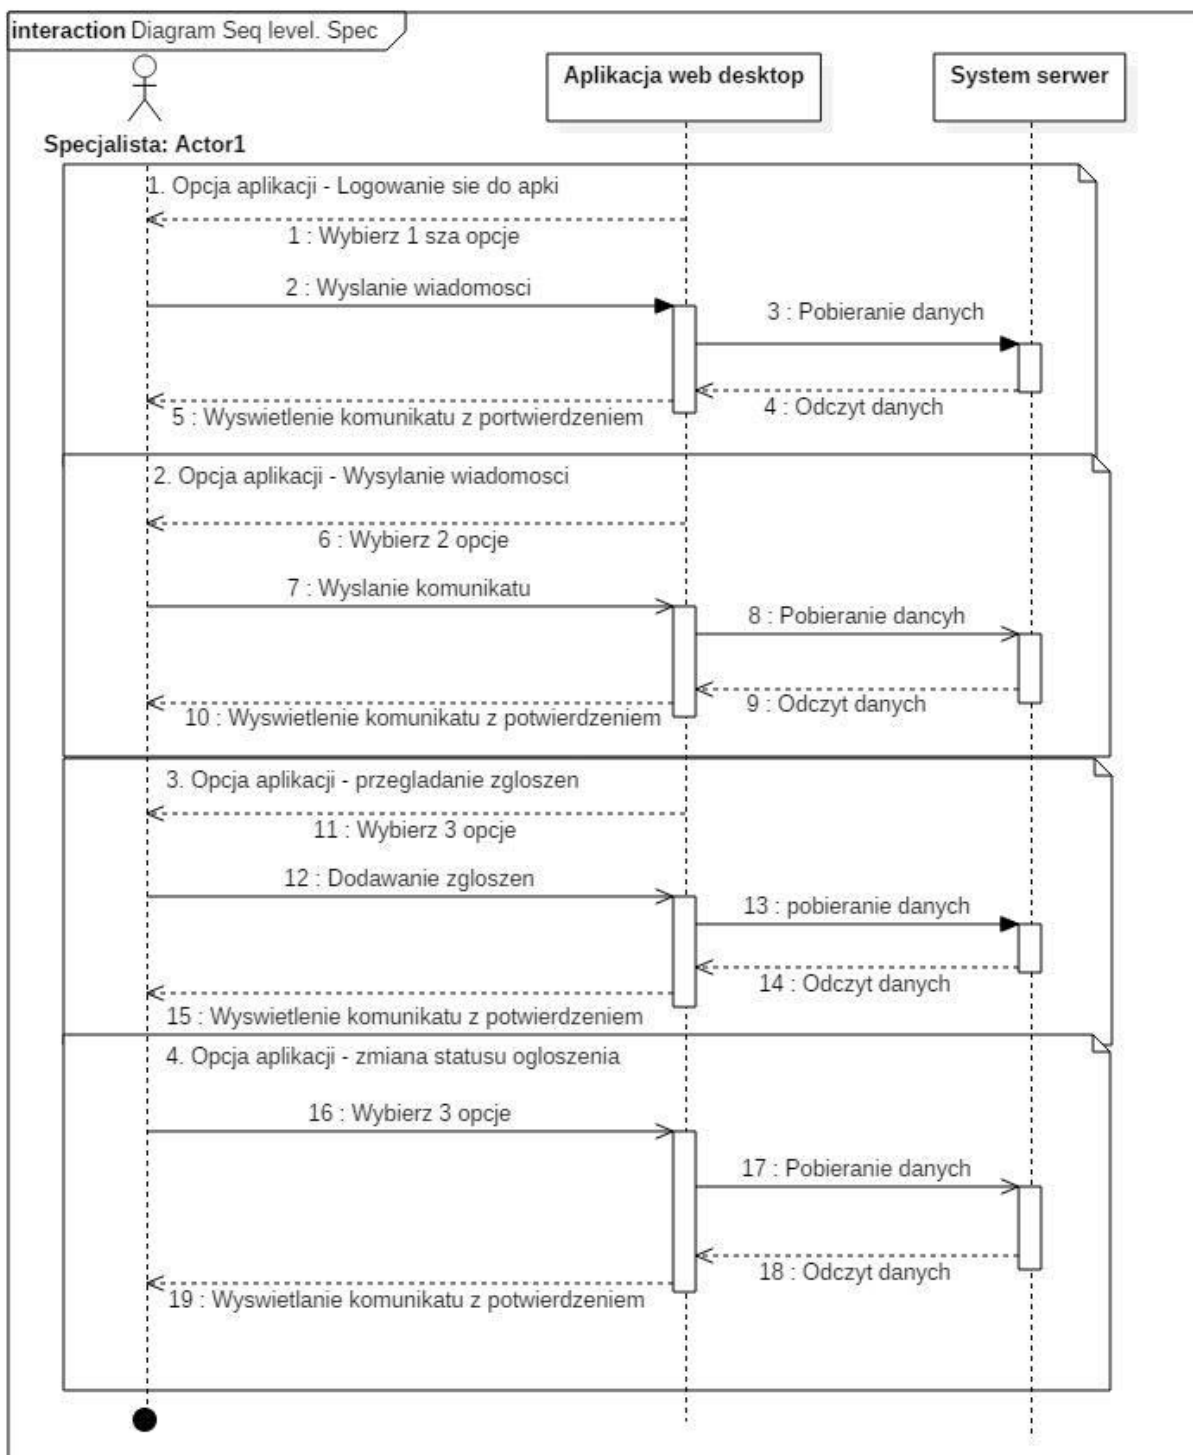 interaction Diagram Seq level. Spec
Aplikacja web desktop
System serwer
Specjalista: Actor1
1. Opcja aplikacji - Logowanie sie do apki
1 : Wybierz 1 sza opcje
2 : Wyslanie wiadomosci
3 : Pobieranie danych
4 : Odczyt danych
5 : Wyswietlenie komunikatu z portwierdzeniem
2. Opcja aplikacji - Wysylanie wiadomosci
6 : Wybierz 2 opcje
7 : Wyslanie komunikatu
8 : Pobieranie dancyh
9 : Odczyt danych
10 : Wyswietlenie komunikatu z potwierdzeniem
3. Opcja aplikacji - przegladanie zgloszen
11 : Wybierz 3 opcje
12 : Dodawanie zgloszen
13 : pobieranie danych
14 : Odczyt danych
15 : Wyswietlenie komunikatu z potwierdzeniem
4. Opcja aplikacji - zmiana statusu ogloszenia
16 : Wybierz 3 opcje
17 : Pobieranie danych
18 : Odczyt danych
19 : Wyswietlanie komunikatu z potwierdzeniem